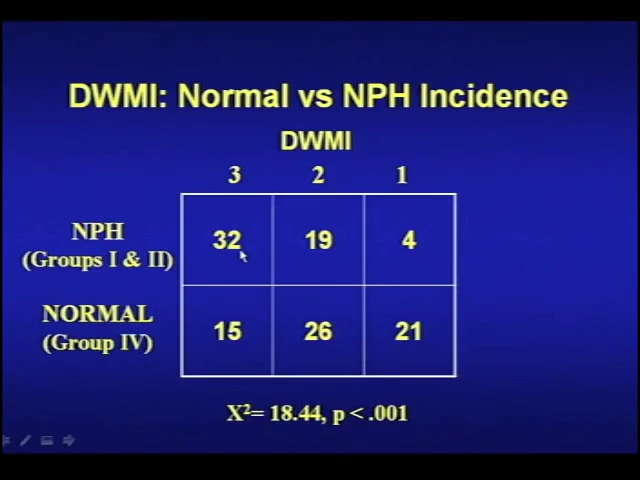 DWMI: Normal vs NPH Incidence
DWMI
3 2 1
NPH
(Groups I & II)
32 19 4
NORMAL
(Group IV)
15 26 21
X²= 18.44, p < .001